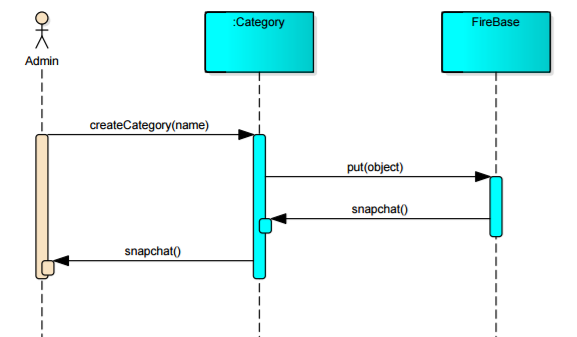 :Category
FireBase
Admin
createCategory(name)
put(object)
snapchat()
snapchat()